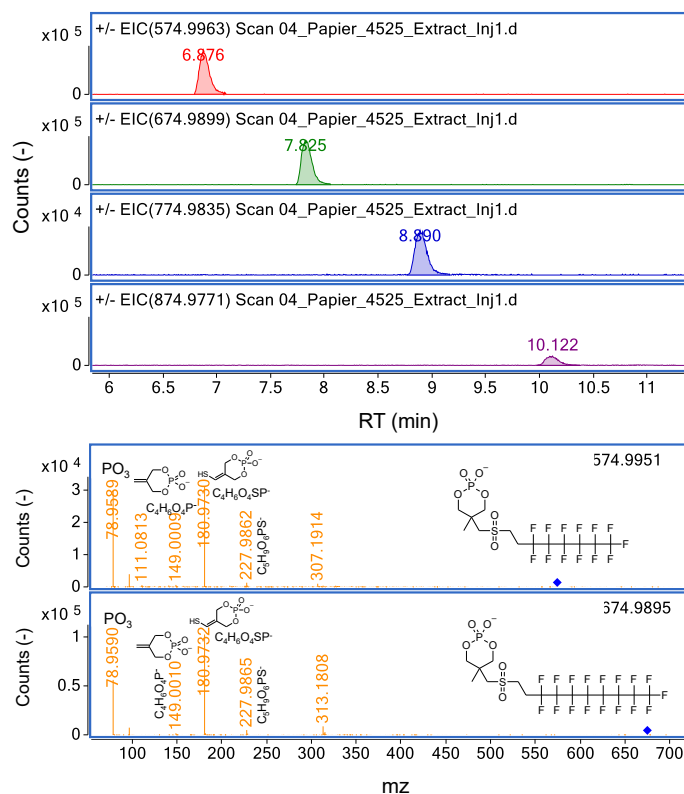 x10 5
+/- EIC(574.9963) Scan 04_Papier_4525_Extract_Inj1.d
6.876
0
x10 5
+/- EIC(674.9899) Scan 04_Papier_4525_Extract_Inj1.d
7.825
0
x10 4
+/- EIC(774.9835) Scan 04_Papier_4525_Extract_Inj1.d
8.890
0
x10 5
+/- EIC(874.9771) Scan 04_Papier_4525_Extract_Inj1.d
10.122
0
Counts (-)
6 6.5 7 7.5 8 8.5 9 9.5 10 10.5 11
RT (min)
x10 4
Counts (-)
3
2
1
0
PO3
C4H6O4P-
C4H6O4SP-
C5H9O6PS-
574.9951
78.9589
111.0813
149.0009
180.9730
227.9862
307.1914
HS O O P O O-
O O P O O-
O O- P O O
O S O
F F F F F F
F
F F F F F F
x10 5
Counts (-)
1
0.5
0
PO3
C4H6O4P-
C4H6O4SP-
C5H9O6PS-
674.9895
78.9590
149.0010
180.9732
227.9865
313.1808
HS O O P O O-
O O P O O-
O O- P O O
O S O
F F F F F F F F
F
F F F F F F F F
100 150 200 250 300 350 400 450 500 550 600 650 700
mz